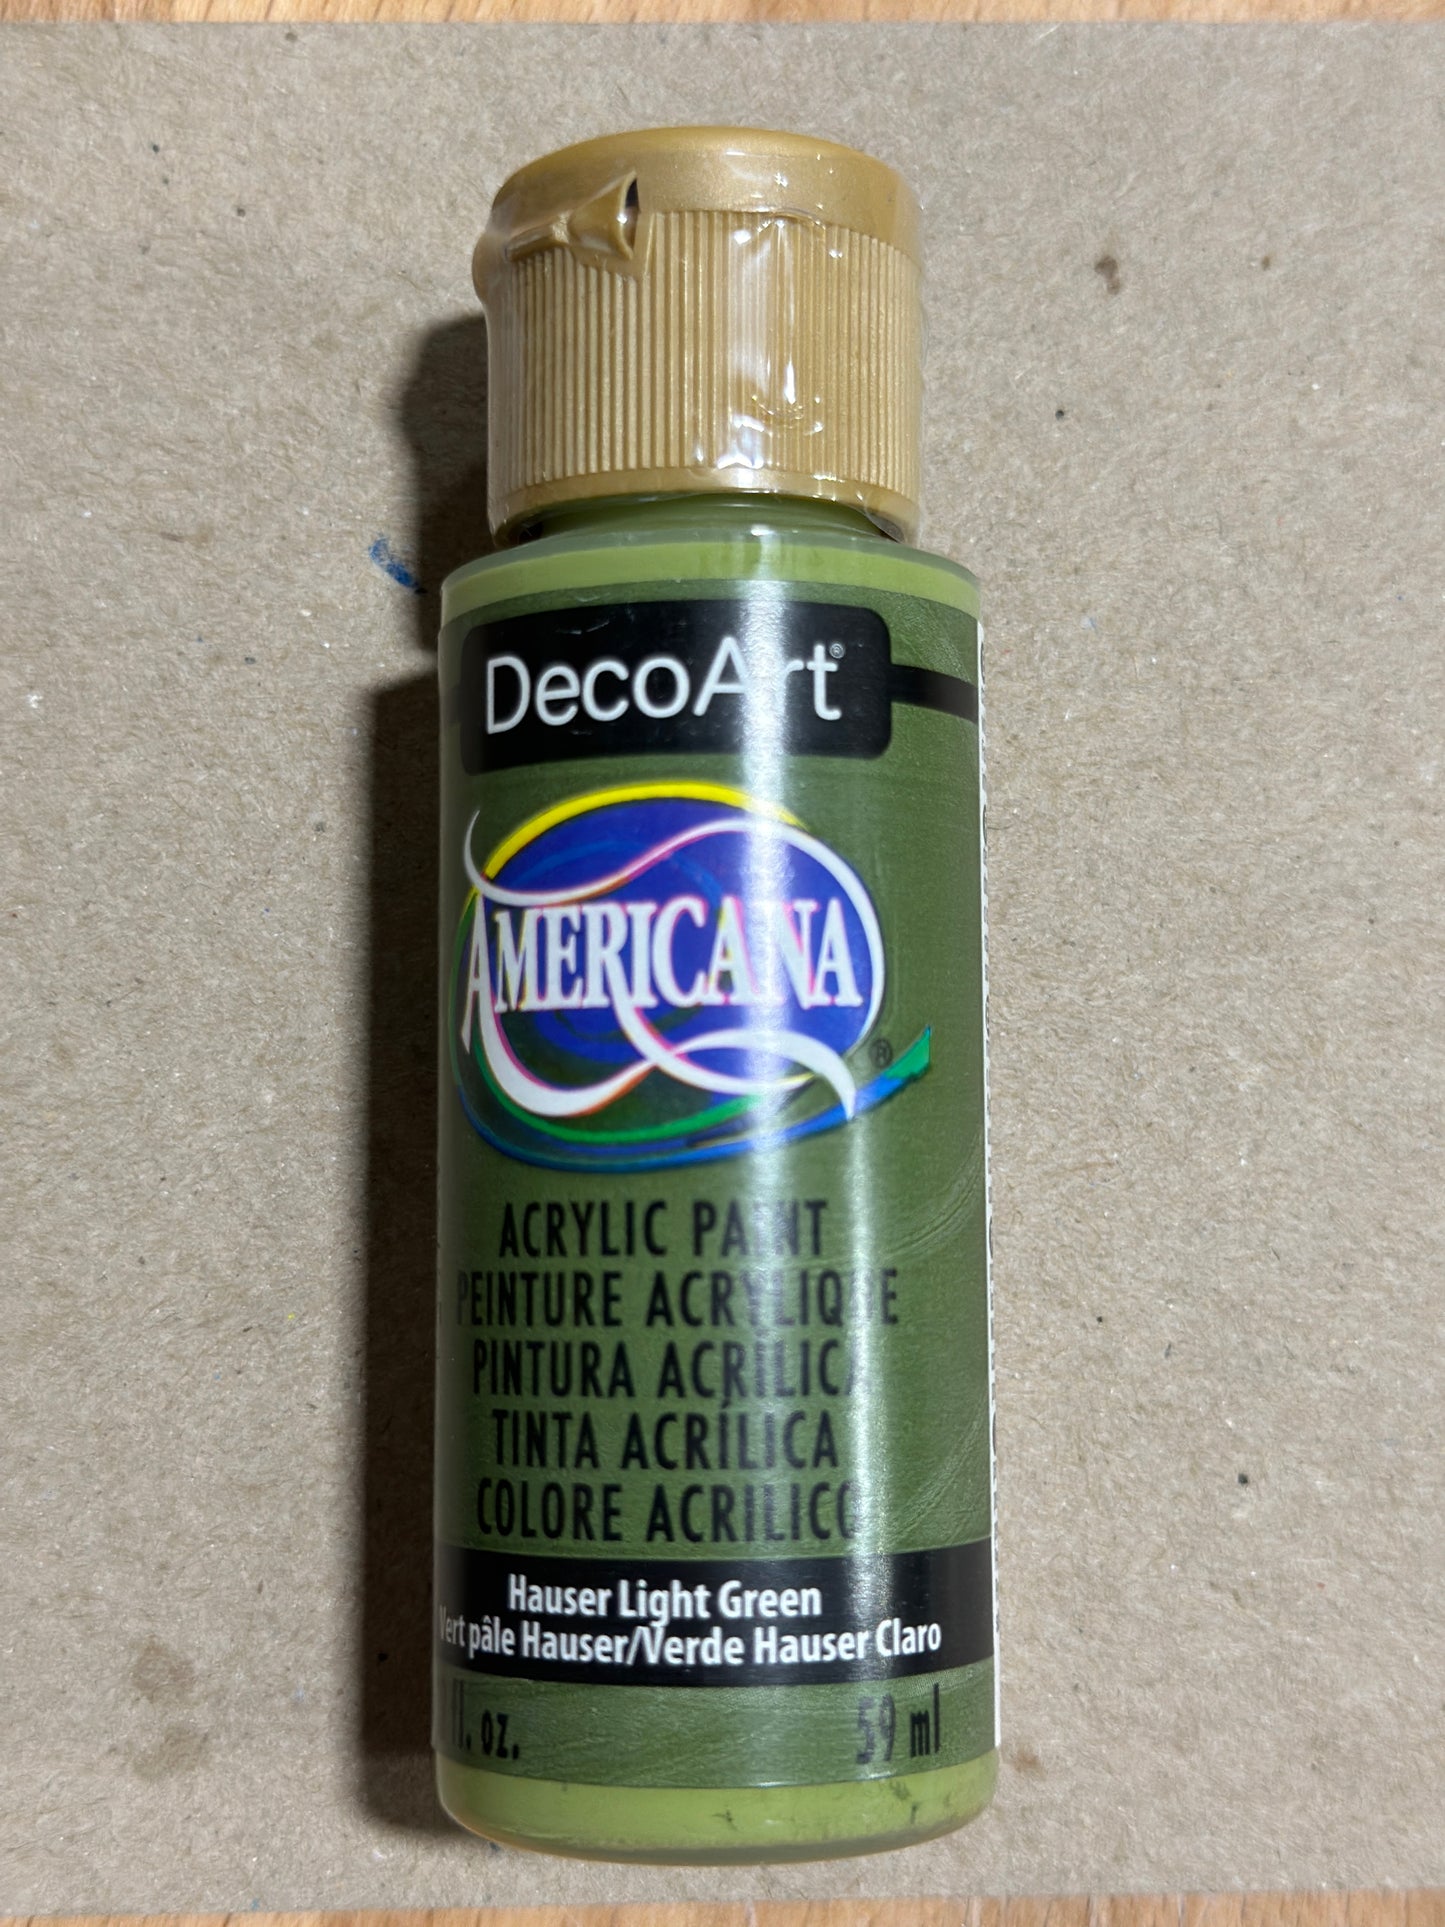 DecoArt®
AMERICANA®
ACRYLIC PAINT
PEINTURE ACRYLIQUE
PINTURA ACRÍLICA
TINTA ACRÍLICA
COLORE ACRILICO
Hauser Light Green
Vert pâle Hauser/Verde Hauser Claro
fl. oz.
59 ml